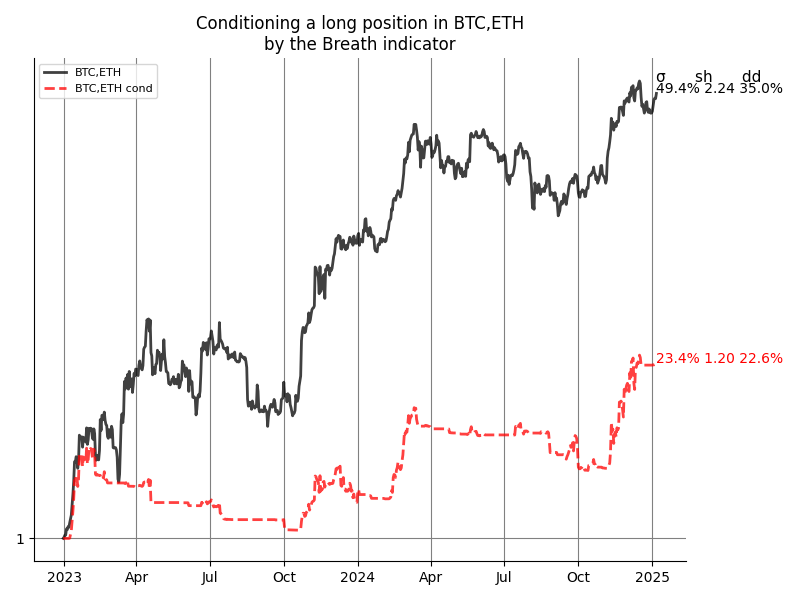 Conditioning a long position in BTC,ETH
by the Breath indicator
BTC,ETH
BTC,ETH cond
σ sh dd
49.4% 2.24 35.0%
23.4% 1.20 22.6%
1
2023 Apr Jul Oct 2024 Apr Jul Oct 2025